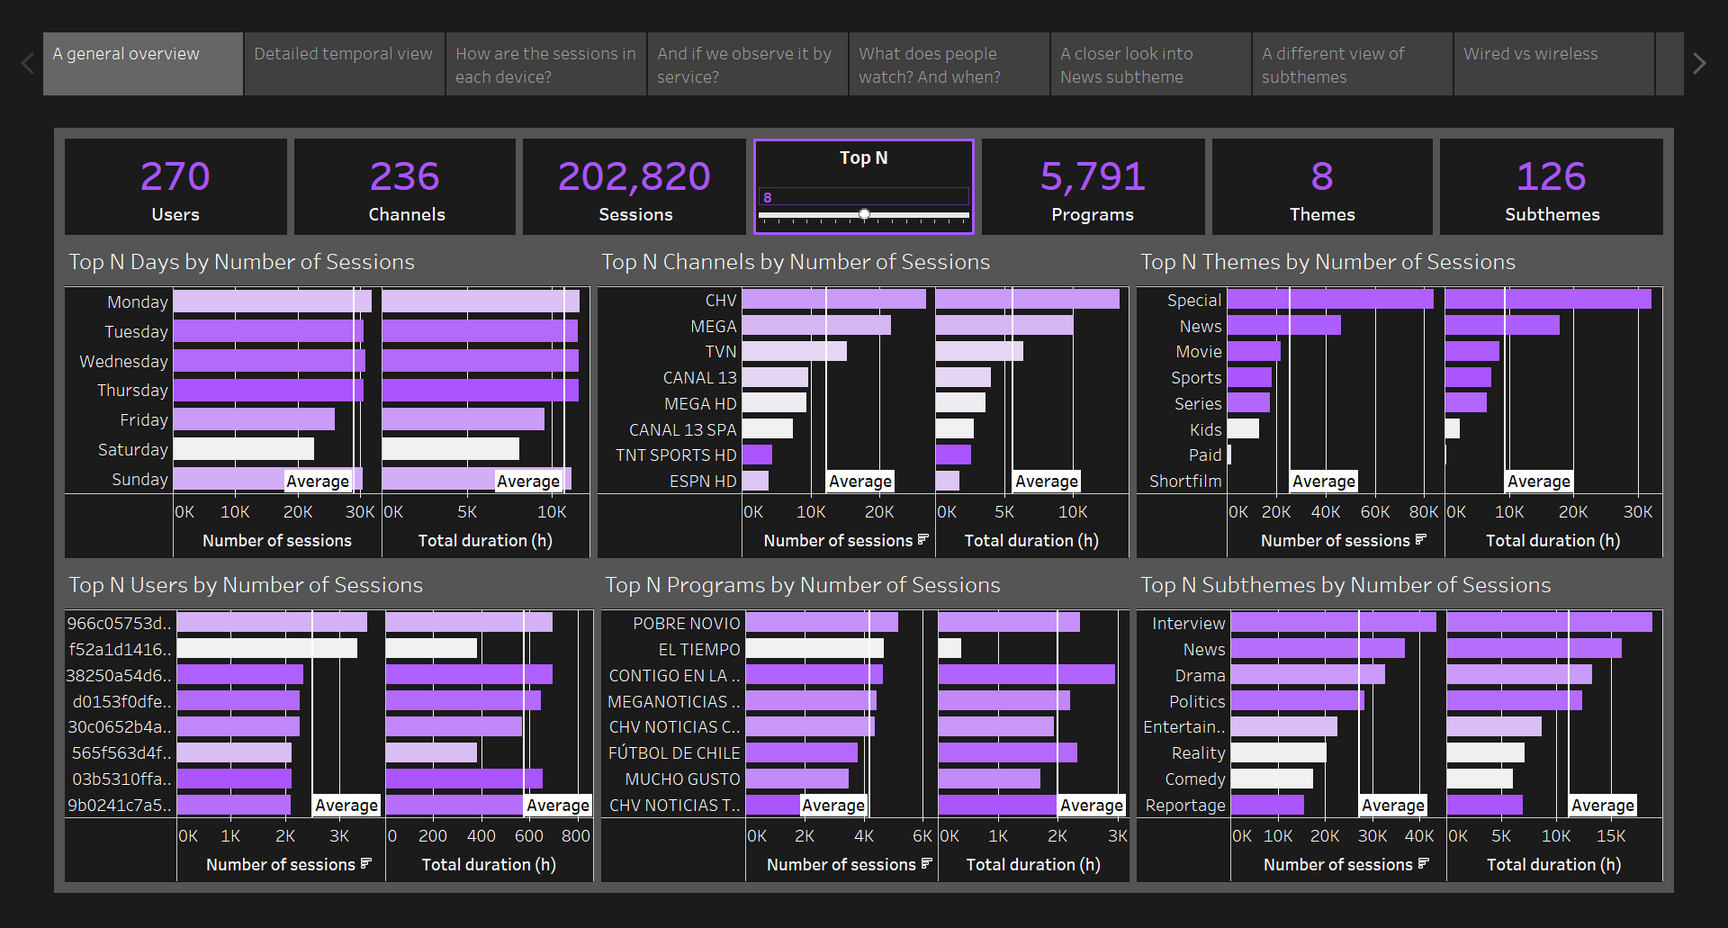 A general overview
Detailed temporal view
How are the sessions in
each device?
And if we observe it by
service?
What does people
watch? And when?
A closer look into
News subtheme
A different view of
subthemes
Wired vs wireless
270
Users
236
Channels
202,820
Sessions
Top N
8
5,791
Programs
8
Themes
126
Subthemes
Top N Days by Number of Sessions
Monday
Tuesday
Wednesday
Thursday
Friday
Saturday
Sunday
Average
Average
0K 10K 20K 30K 0K 5K 10K
Number of sessions
Total duration (h)
Top N Channels by Number of Sessions
CHV
MEGA
TVN
CANAL 13
MEGA HD
CANAL 13 SPA
TNT SPORTS HD
ESPN HD
Average
Average
0K 10K 20K 0K 5K 10K
Number of sessions
Total duration (h)
Top N Themes by Number of Sessions
Special
News
Movie
Sports
Series
Kids
Paid
Shortfilm
Average
Average
0K 20K 40K 60K 80K 0K 10K 20K 30K
Number of sessions
Total duration (h)
Top N Users by Number of Sessions
966c05753d..
f52a1d1416..
38250a54d6..
d0153f0dfe..
30c0652b4a..
565f563d4f..
03b5310ffa..
9b0241c7a5..
Average
Average
0K 1K 2K 3K 0 200 400 600 800
Number of sessions
Total duration (h)
Top N Programs by Number of Sessions
POBRE NOVIO
EL TIEMPO
CONTIGO EN LA ..
MEGANOTICIAS ..
CHV NOTICIAS C..
FÚTBOL DE CHILE
MUCHO GUSTO
CHV NOTICIAS T..
Average
Average
0K 2K 4K 6K 0K 1K 2K 3K
Number of sessions
Total duration (h)
Top N Subthemes by Number of Sessions
Interview
News
Drama
Politics
Entertain..
Reality
Comedy
Reportage
Average
Average
0K 10K 20K 30K 40K 0K 5K 10K 15K
Number of sessions
Total duration (h)